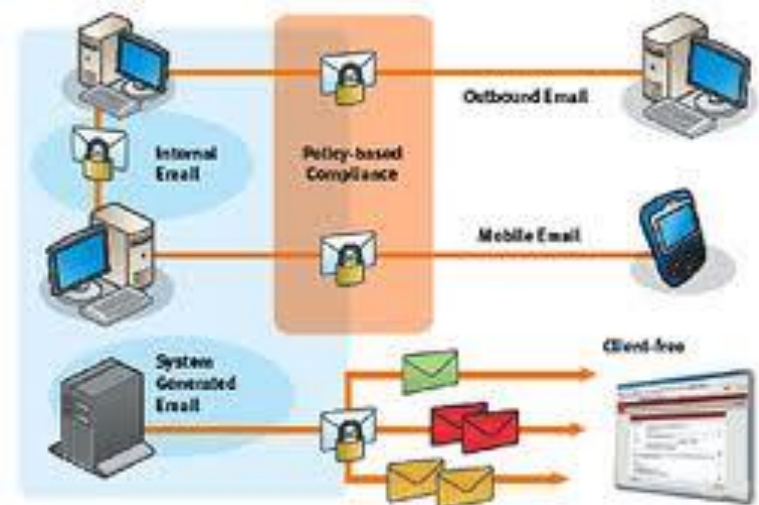 Outbound Email
Internal
Email
Policy-based
Compliance
Mobile Email
Client-free
System
Generated
Email